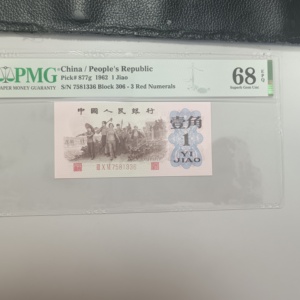 PMG
PAPER MONEY GUARANTY
China / People's Republic
Pick# 877g 1962 1 Jiao
S/N 7581336 Block 306 - 3 Red Numerals
68 EPQ
Superb Gem Unc
中國人民銀行
壹角
1
YI
JIAO
7581336